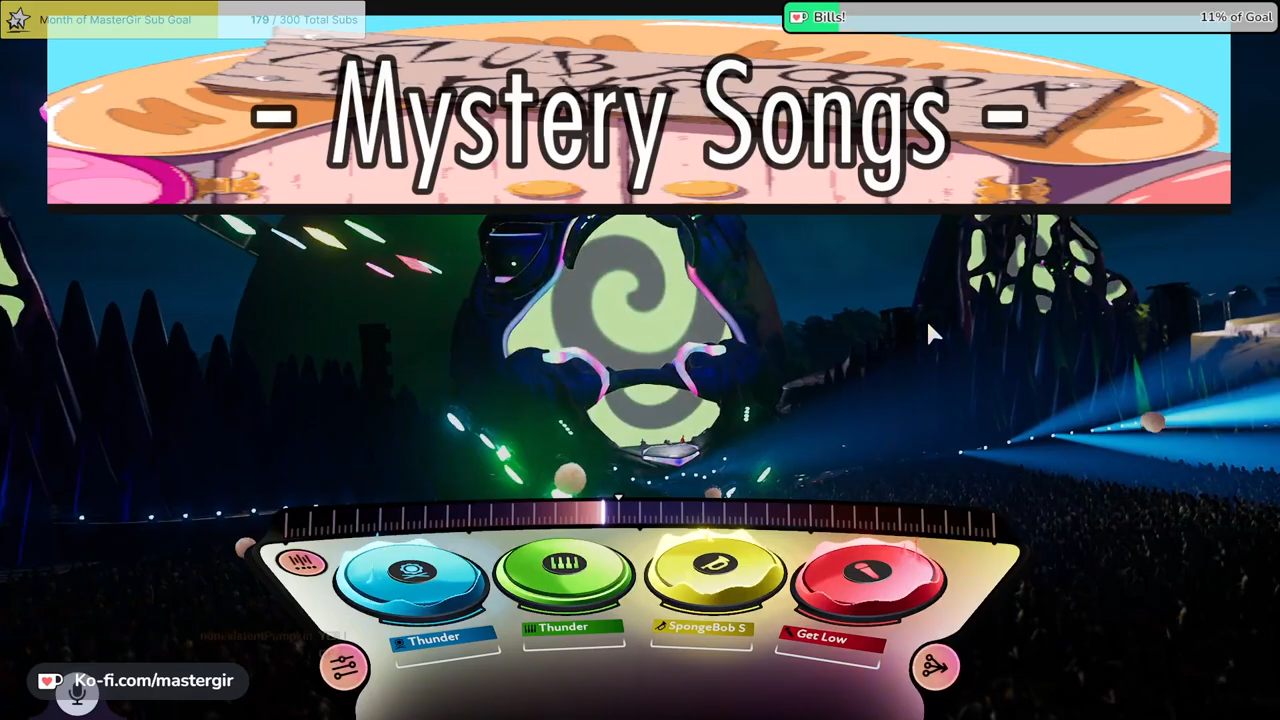 Month of MasterGir Sub Goal
179 / 300 Total Subs
Bills!
11% of Goal
- Mystery Songs -
Thunder
Thunder
SpongeBob S
Get Low
Ko-fi.com/mastergir